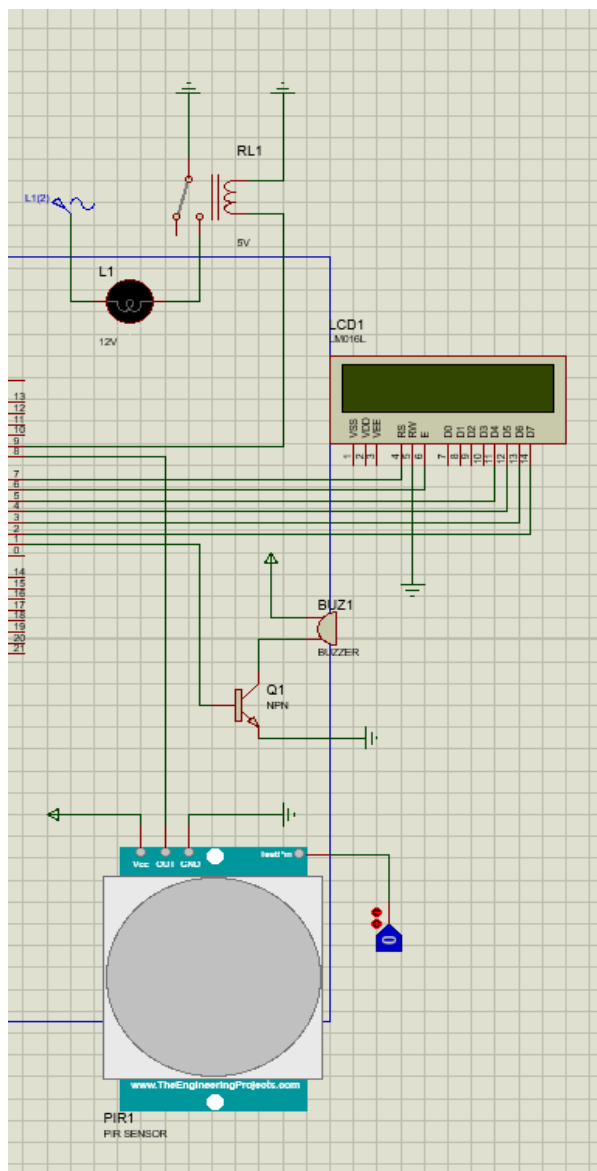 RL1
L1(2)
5V
L1
12V
LCD1
LM016L
VSS
VDD
VEE
RS
RW
E
D0
D1
D2
D3
D4
D5
D6
D7
1
2
3
4
5
6
7
8
9
10
11
12
13
14
13
12
11
10
9
8
7
6
5
4
3
2
1
0
14
15
16
17
18
19
20
21
BUZ1
BUZZER
Q1
NPN
Vcc OUT GND
0
www.TheEngineeringProjects.com
PIR1
PIR SENSOR